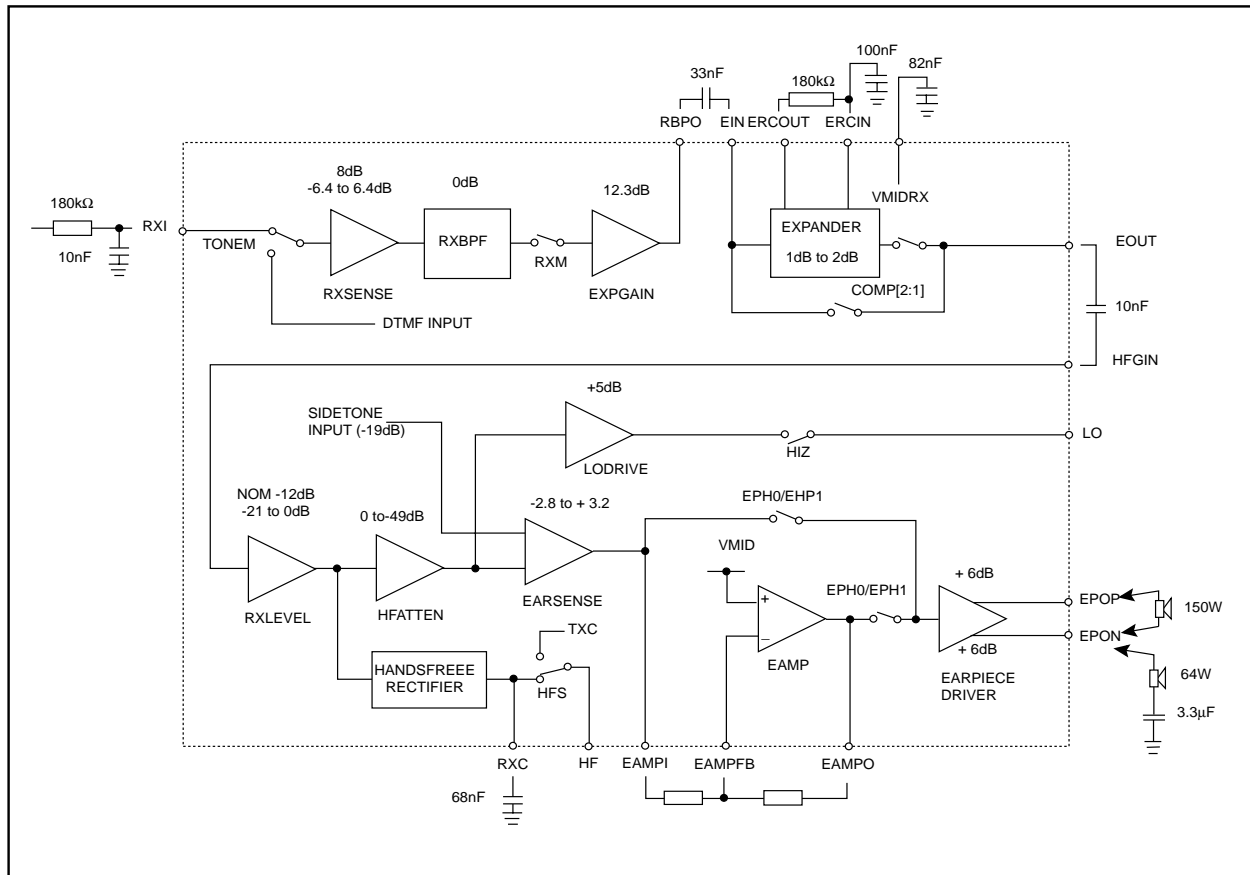 100nF
82nF
33nF
180kΩ
RBPO
EIN
ERCOUT
ERCIN
8dB
-6.4 to 6.4dB
0dB
12.3dB
VMIDRX
180kΩ
RXI
TONEM
RXBPF
EXPANDER
1dB to 2dB
EOUT
10nF
RXM
RXSENSE
EXPGAIN
COMP[2:1]
10nF
DTMF INPUT
HFGIN
+5dB
SIDETONE
INPUT (-19dB)
LO
HIZ
LODRIVE
NOM -12dB
-21 to 0dB
0 to-49dB
-2.8 to + 3.2
EPH0/EHP1
VMID
+ 6dB
EPH0/EPH1
EPOP
150W
+
−
EPON
RXLEVEL
HFATTEN
EARSENSE
TXC
EAMP
+ 6dB
HANDSFREEE
RECTIFIER
HFS
EARPIECE
DRIVER
64W
3.3µF
RXC
HF
EAMPI
EAMPFB
EAMPO
68nF